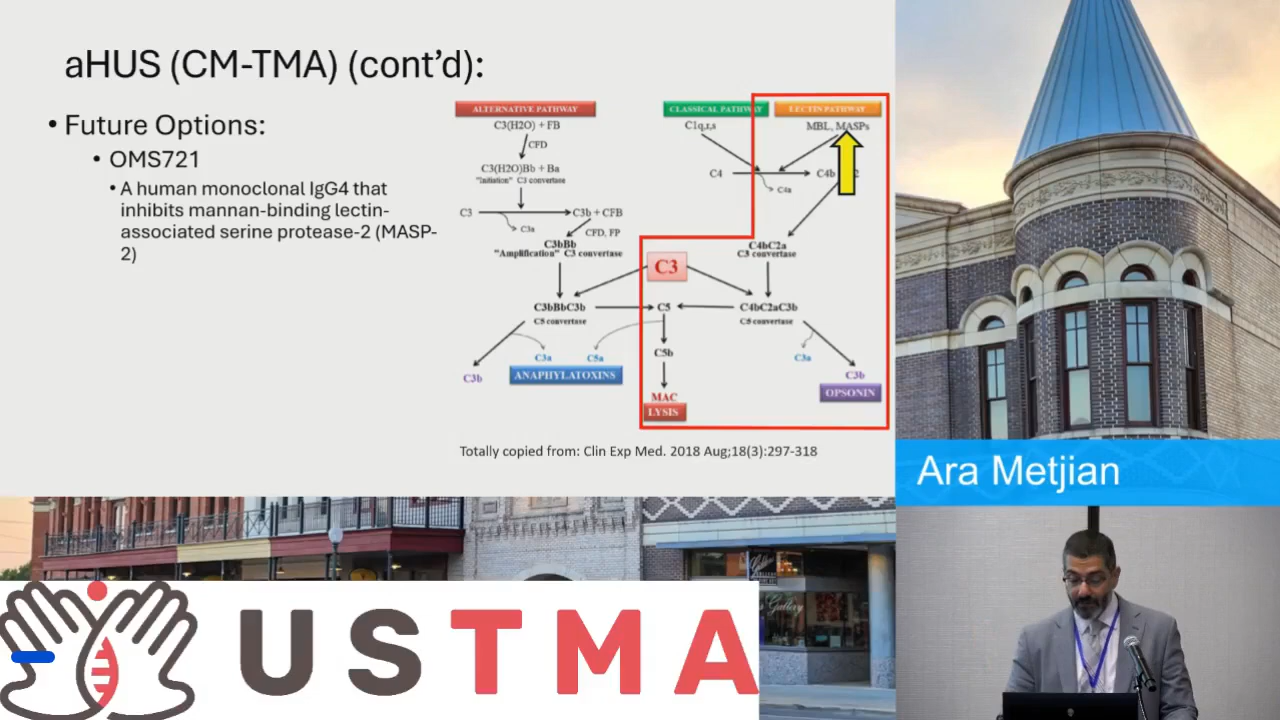 aHUS (CM-TMA) (cont’d):
• Future Options:
• OMS721
• A human monoclonal IgG4 that
inhibits mannan-binding lectin-
associated serine protease-2 (MASP-
2)
ALTERNATIVE PATHWAY
C3(H2O) + FB
CFD
C3(H2O)Bb + Ba
"Initiation" C3 convertase
C3
C3b + CFB
C3a
CFD, FP
C3bBb
"Amplification" C3 convertase
C3bBbC3b
C5 convertase
C3b
C3a
C5a
ANAPHYLATOXINS
CLASSICAL PATHWAY
LECTIN PATHWAY
C1q,r,s
MBL, MASPs
C4
C4b
2
C4a
C4bC2a
C3 convertase
C3
C5
C4bC2aC3b
C5 convertase
C5b
C3a
MAC
LYSIS
C3b
OPSONIN
Totally copied from: Clin Exp Med. 2018 Aug;18(3):297-318
Ara Metjian
Gallery
USTMA